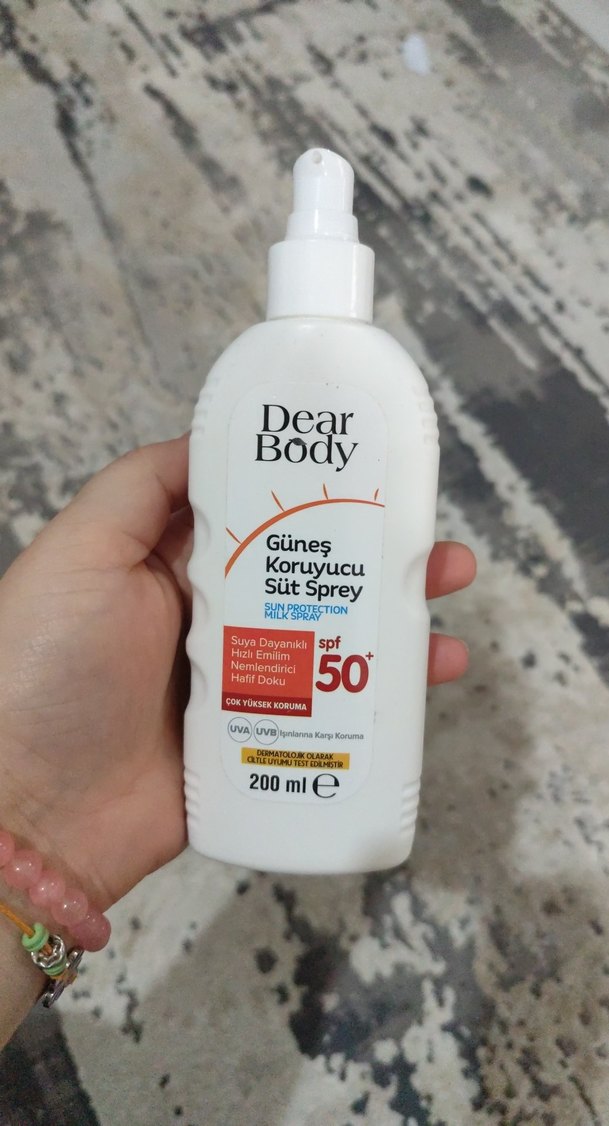 Dear
Body
Güneş
Koruyucu
Süt Sprey
SUN PROTECTION
MILK SPRAY
Suya Dayanıklı
Hızlı Emilim
Nemlendirici
Hafif Doku
ÇOK YÜKSEK KORUMA
spf
50+
UVA UVB Işınlarına Karşı Koruma
DERMATOLOJİK OLARAK
CİLTLE UYUMU TEST EDİLMİŞTİR
200 ml ℮